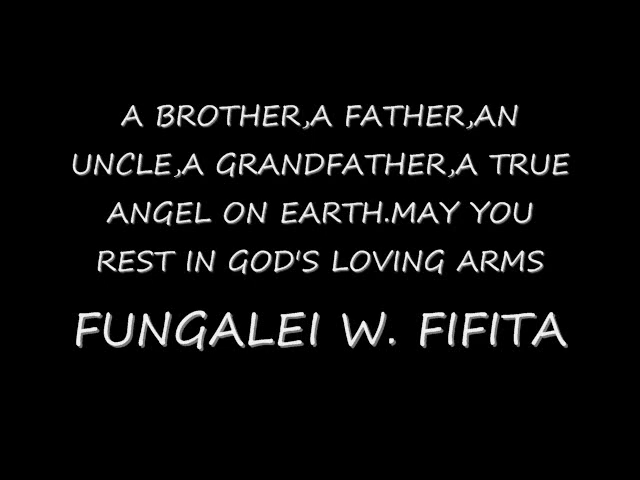 A BROTHER,A FATHER,AN
UNCLE,A GRANDFATHER,A TRUE
ANGEL ON EARTH.MAY YOU
REST IN GOD'S LOVING ARMS
FUNGALEI W. FIFITA